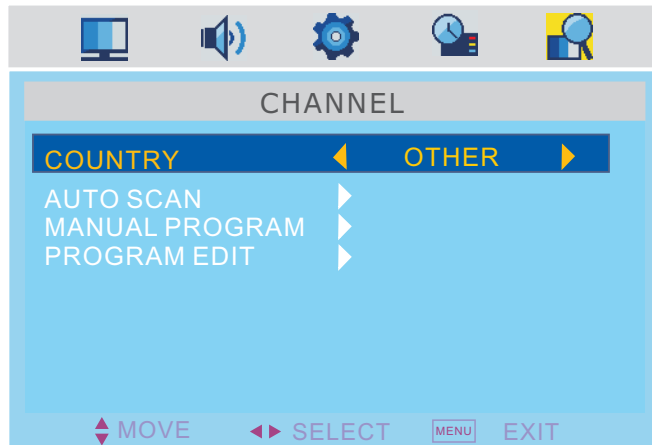 CHANNEL
COUNTRY OTHER
AUTO SCAN
MANUAL PROGRAM
PROGRAM EDIT
MOVE SELECT MENU EXIT